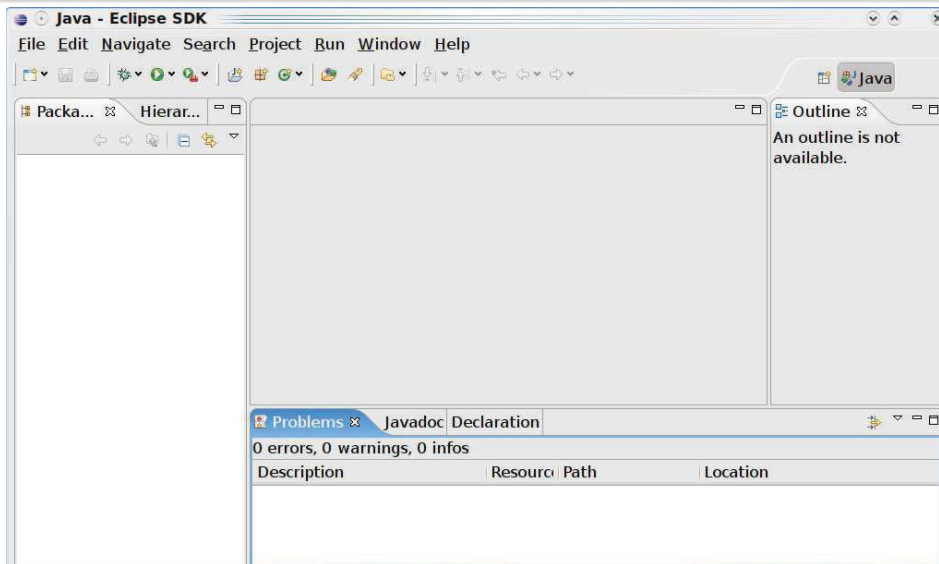 Java - Eclipse SDK
File Edit Navigate Search Project Run Window Help
Java
Packa... Hierar...
Outline
An outline is not
available.
Problems Javadoc Declaration
0 errors, 0 warnings, 0 infos
Description Resourc Path Location